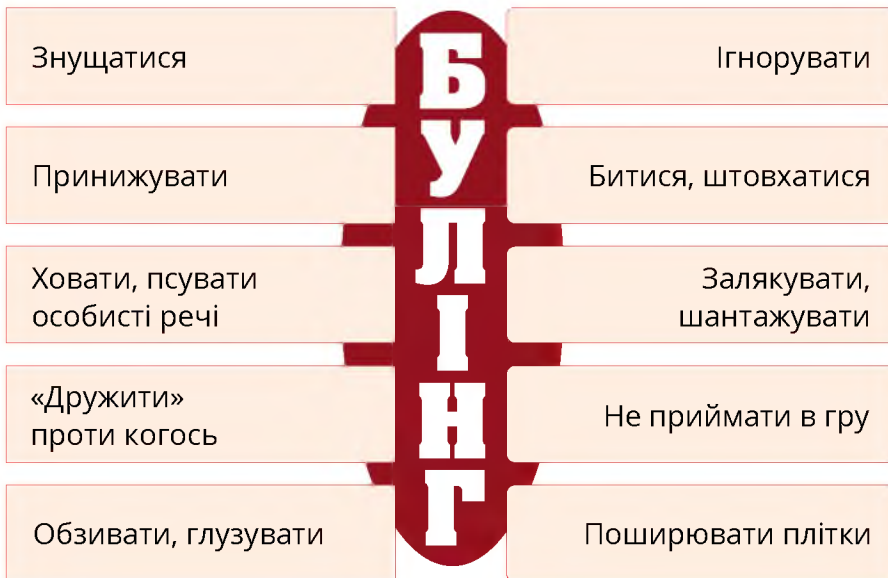 БУЛІНГ
Знущатися
Ігнорувати
Принижувати
Битися, штовхатися
Ховати, псувати
особисті речі
Залякувати,
шантажувати
«Дружити»
проти когось
Не приймати в гру
Обзивати, глузувати
Поширювати плітки